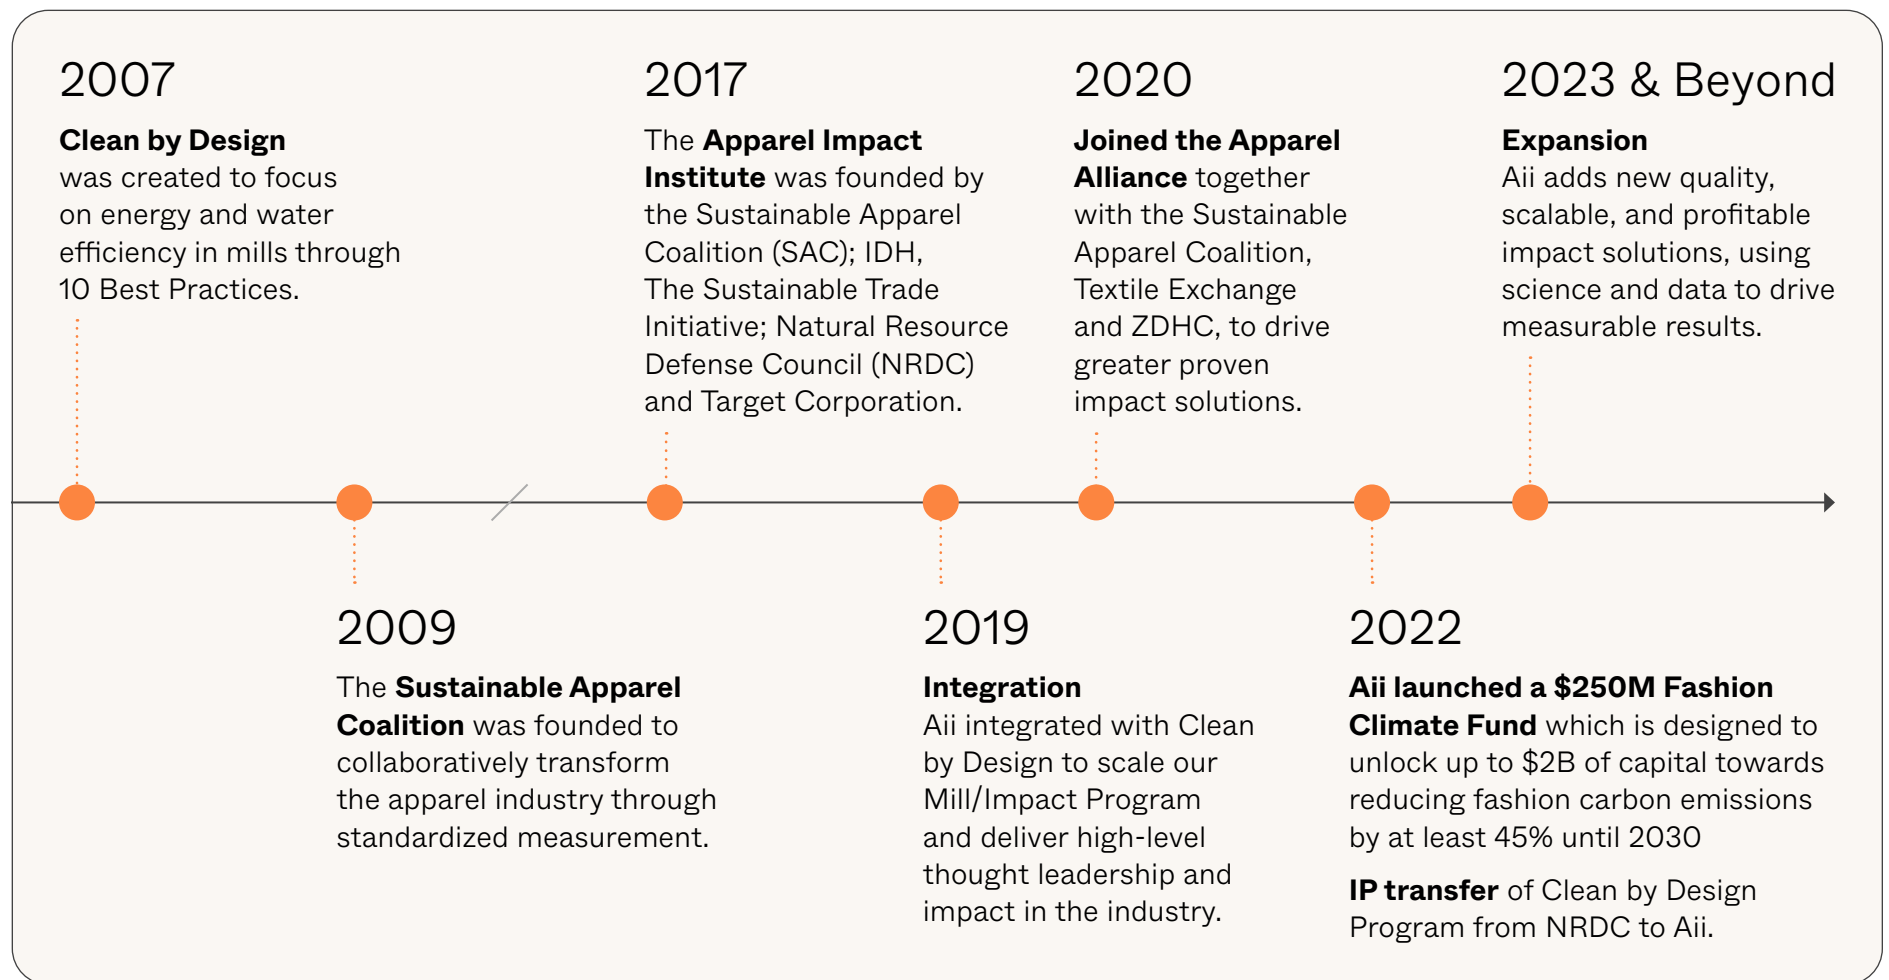 2007
Clean by Design
was created to focus
on energy and water
efficiency in mills through
10 Best Practices.
2017
The Apparel Impact
Institute was founded by
the Sustainable Apparel
Coalition (SAC); IDH,
The Sustainable Trade
Initiative; Natural Resource
Defense Council (NRDC)
and Target Corporation.
2020
Joined the Apparel
Alliance together
with the Sustainable
Apparel Coalition,
Textile Exchange
and ZDHC, to drive
greater proven
impact solutions.
2023 & Beyond
Expansion
Aii adds new quality,
scalable, and profitable
impact solutions, using
science and data to drive
measurable results.
2009
The Sustainable Apparel
Coalition was founded to
collaboratively transform
the apparel industry through
standardized measurement.
2019
Integration
Aii integrated with Clean
by Design to scale our
Mill/Impact Program
and deliver high-level
thought leadership and
impact in the industry.
2022
Aii launched a $250M Fashion
Climate Fund which is designed to
unlock up to $2B of capital towards
reducing fashion carbon emissions
by at least 45% until 2030
IP transfer of Clean by Design
Program from NRDC to Aii.